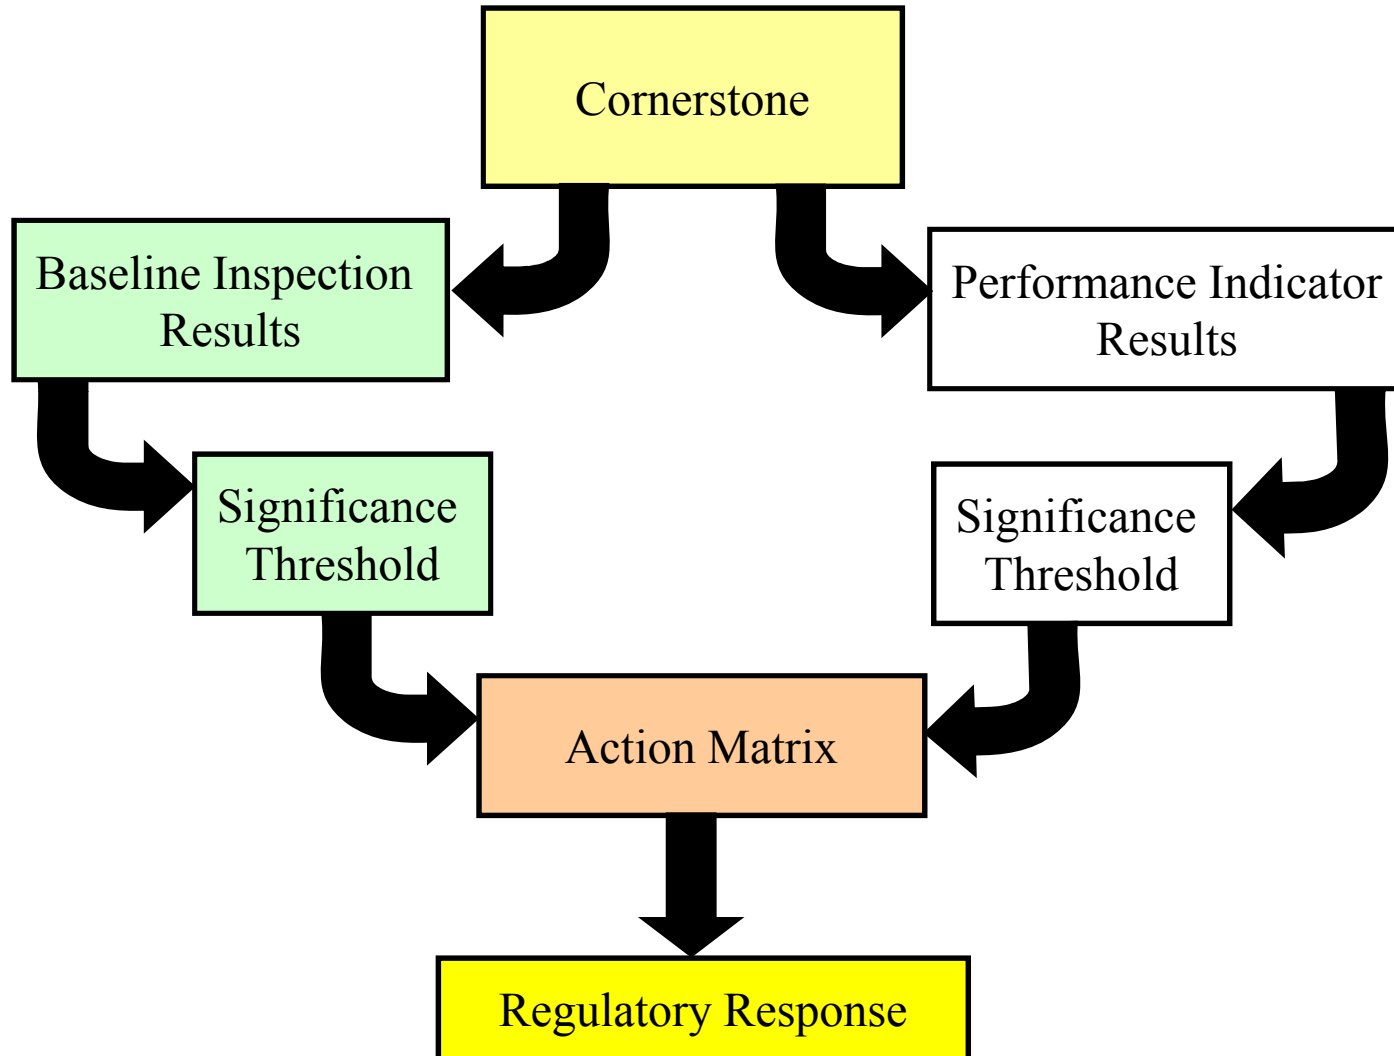 Cornerstone
Baseline Inspection
Results
Performance Indicator
Results
Significance
Threshold
Significance
Threshold
Action Matrix
Regulatory Response